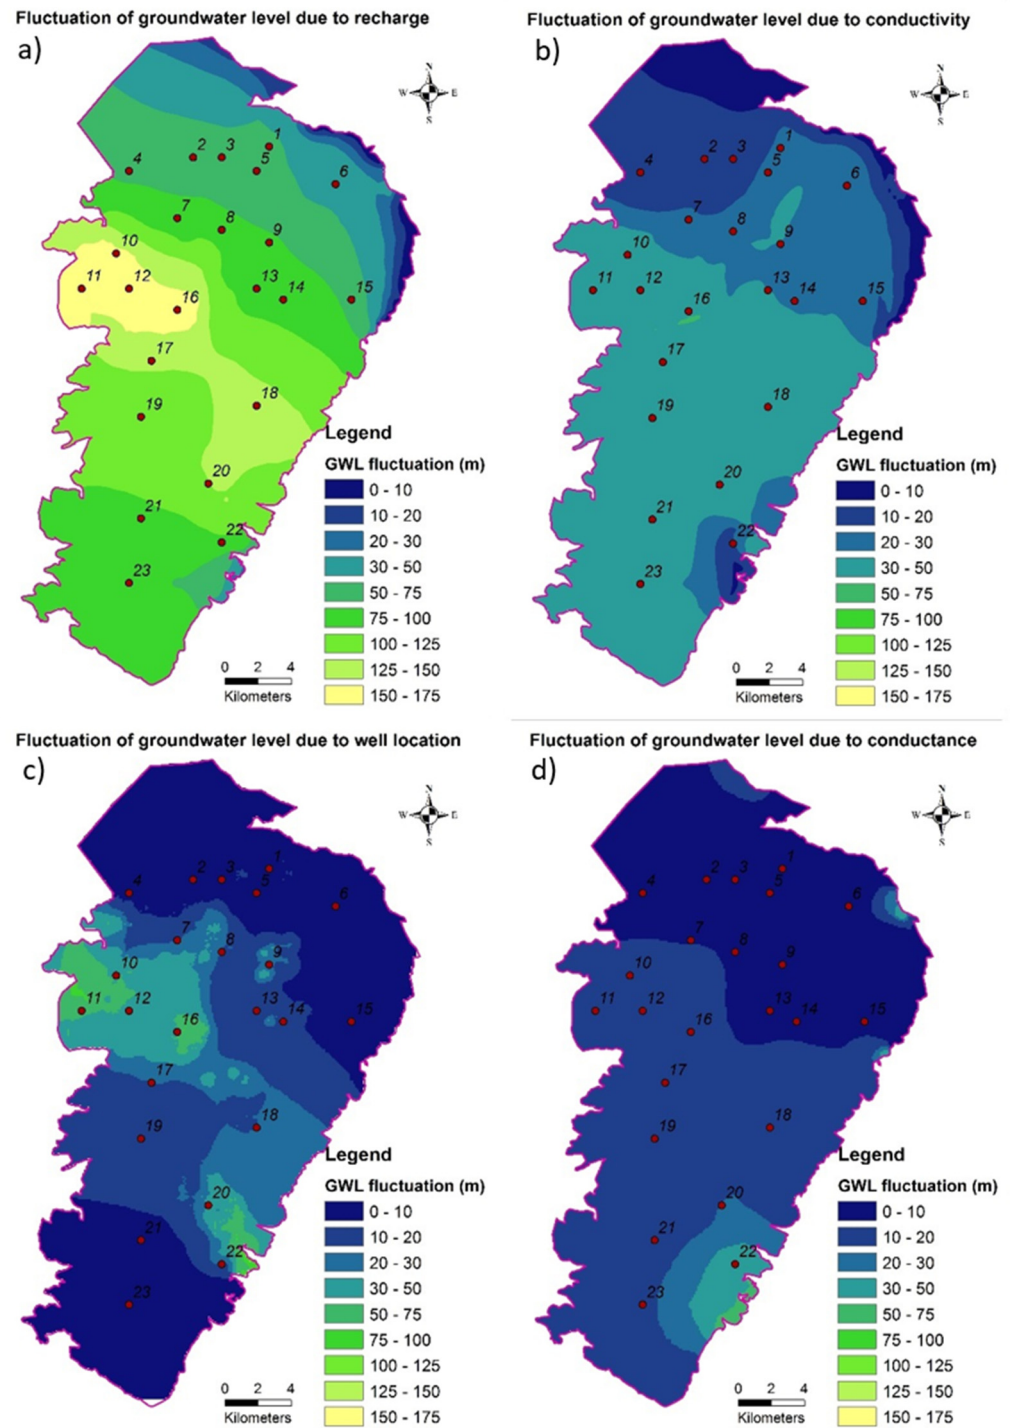 Fluctuation of groundwater level due to recharge
a)
N
W E
S
1
2 3
4 5
6
7
8
9
10
11 12 13
14 15
16
17
18
19
20
21
22
23
Legend
GWL fluctuation (m)
0 - 10
10 - 20
20 - 30
30 - 50
50 - 75
75 - 100
100 - 125
125 - 150
150 - 175
0 2 4
Kilometers
Fluctuation of groundwater level due to conductivity
b)
N
W E
S
1
2 3
4 5
6
7
8
9
10
11 12 13
14 15
16
17
18
19
20
21
22
23
Legend
GWL fluctuation (m)
0 - 10
10 - 20
20 - 30
30 - 50
50 - 75
75 - 100
100 - 125
125 - 150
150 - 175
0 2 4
Kilometers
Fluctuation of groundwater level due to well location
c)
N
W E
S
1
2 3
4 5
6
7
8
9
10
11 12 13
14 15
16
17
18
19
20
21
22
23
Legend
GWL fluctuation (m)
0 - 10
10 - 20
20 - 30
30 - 50
50 - 75
75 - 100
100 - 125
125 - 150
150 - 175
0 2 4
Kilometers
Fluctuation of groundwater level due to conductance
d)
N
W E
S
1
2 3
4 5
6
7
8
9
10
11 12 13
14 15
16
17
18
19
20
21
22
23
Legend
GWL fluctuation (m)
0 - 10
10 - 20
20 - 30
30 - 50
50 - 75
75 - 100
100 - 125
125 - 150
150 - 175
0 2 4
Kilometers